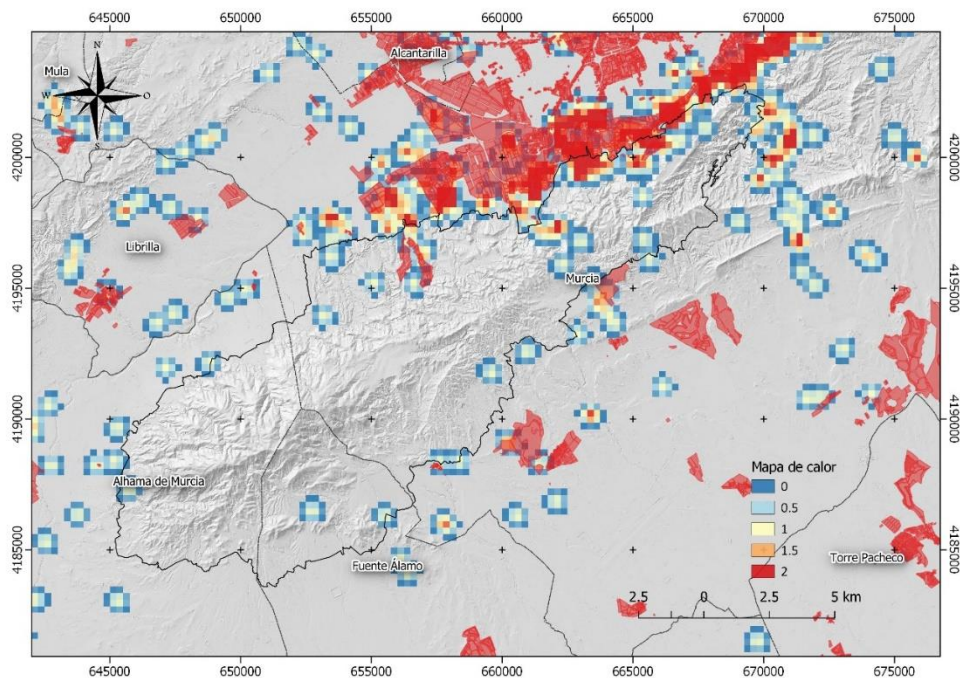 645000 650000 655000 660000 665000 670000 675000
Mula
N
W O
S
Alcantarilla
4200000 4200000
Librilla
4195000 4195000
Murcia
4190000 4190000
Alhama de Murcia
Mapa de calor
0
0.5
1
1.5
2
4185000 4185000
Fuente Álamo
Torre Pacheco
2.5 0 2.5 5 km
645000 650000 655000 660000 665000 670000 675000